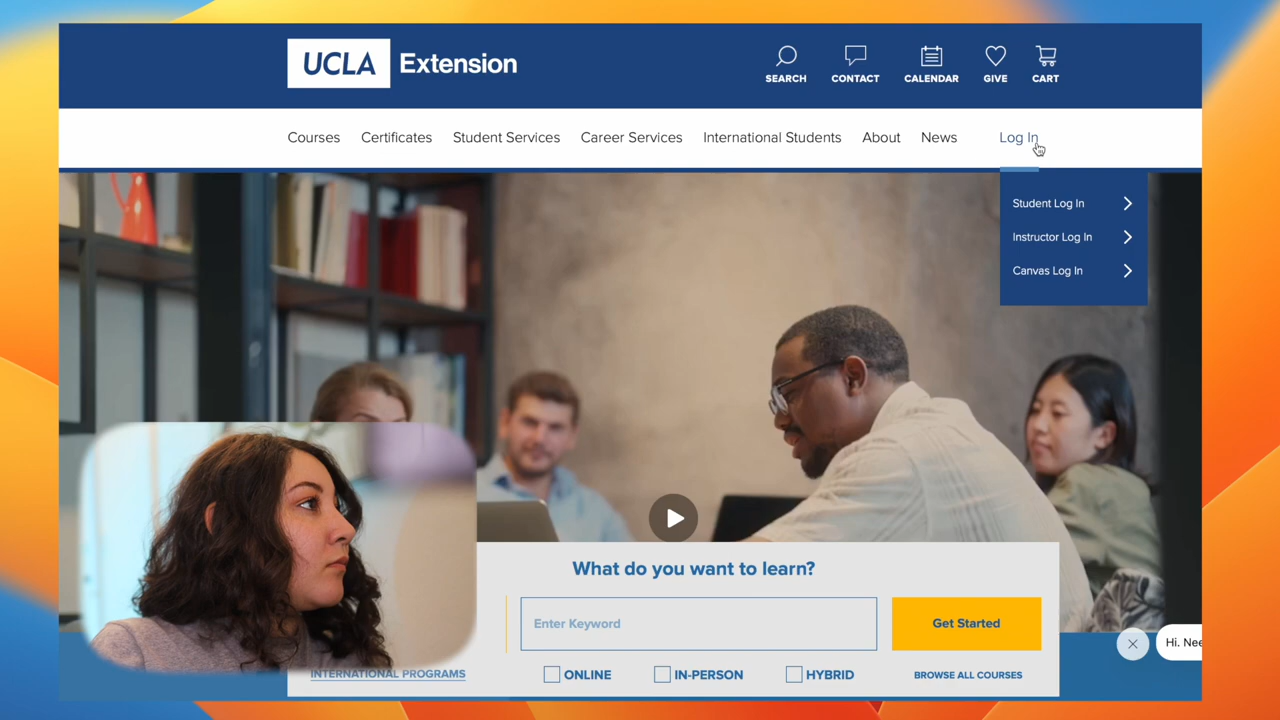 UCLA Extension
SEARCH
CONTACT
CALENDAR
GIVE
CART
Courses Certificates Student Services Career Services International Students About News Log In
Student Log In
Instructor Log In
Canvas Log In
What do you want to learn?
Enter Keyword
Get Started
INTERNATIONAL PROGRAMS
ONLINE
IN-PERSON
HYBRID
BROWSE ALL COURSES
Hi.